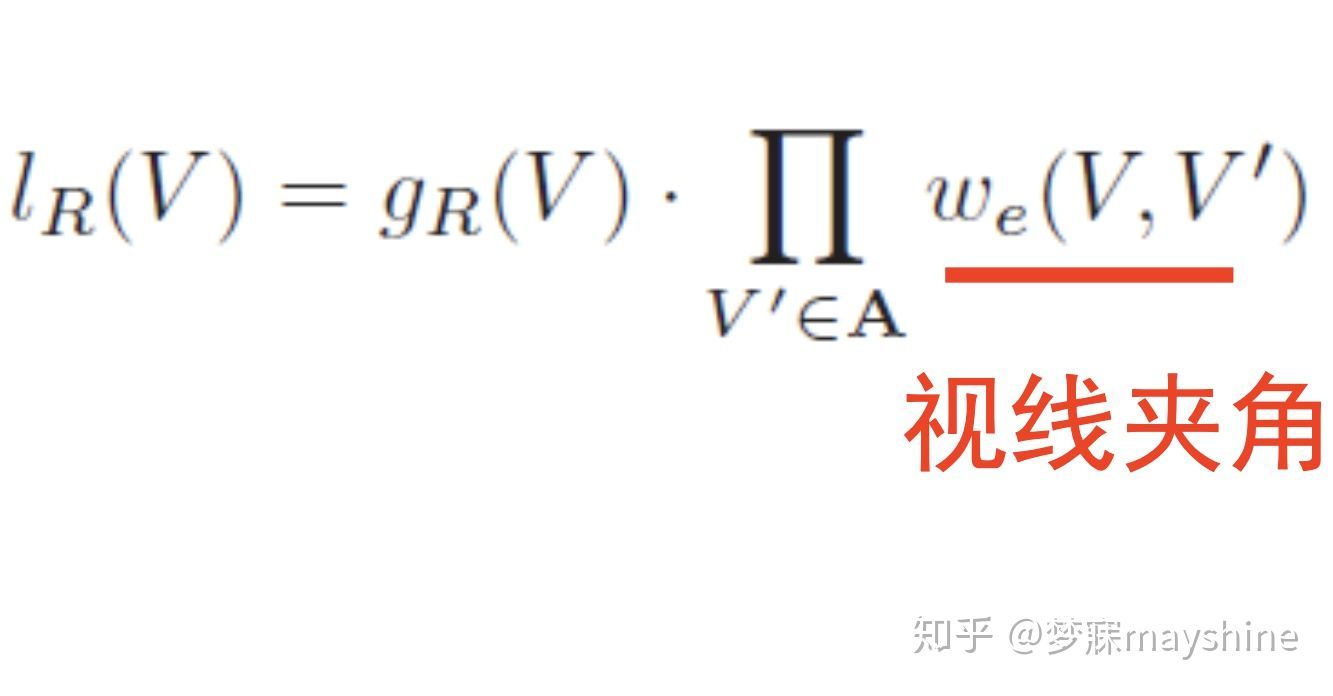 l_R(V) = g_R(V) · ∏ w_e(V, V′)
V′∈A
视线夹角
知乎 @梦寐mayshine